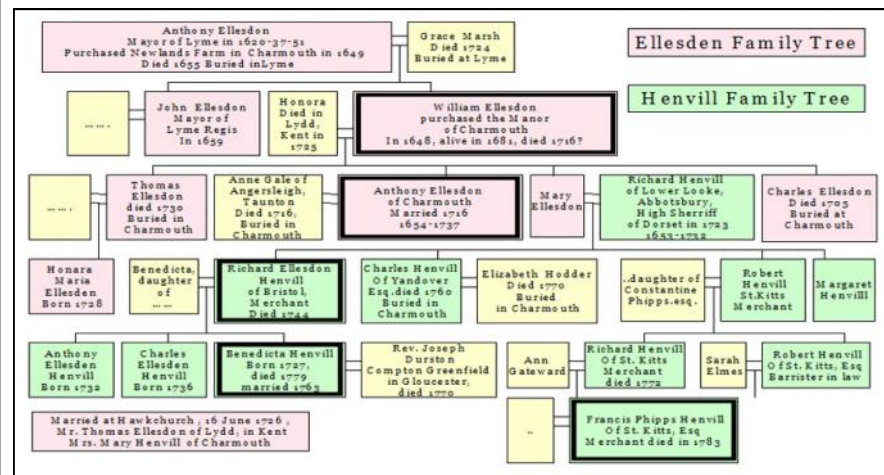 Anthony Ellesdon
Mayor of Lyme in 1620-37-51
Purchased Newlands Farm in Charmouth in 1649
Died 1655 Buried inLyme
Grace Marsh
Died 1724
Buried at Lyme
Ellesden Family Tree
Henvill Family Tree
... .
John Ellesdon
Mayor of
Lyme Regis
In 1659
Honora
Died in
Lydd,
Kent in
1725
William Ellesdon
purchased the Manor
of Charmouth
In 1648, alive in 1681, died 1716?
... .
Thomas
Ellesdon
died 1730
Buried in
Charmouth
Anne Gale of
Angersleigh,
Taunton
Died 1716,
Buried in
Charmouth
Anthony Ellesdon
of Charmouth
Married 1716
1654-1737
Mary
Ellesdon
Richard Henvill
of Lower Looke,
Abbotsbury,
High Sherriff
of Dorset in 1723
1653-1732
Charles Ellesdon
Died 1705
Buried at
Charmouth
Honara
Maria
Ellesden
Born 1728
Benedicta,
daughter
of
......
Richard Ellesdon
Henvill
of Bristol,
Merchant
Died 1744
Charles Henvill
Of Yandover
Esq.died 1760
Buried in
Charmouth
Elizabeth Hodder
Died 1770
Buried
in Charmouth
..daughter of
Constantine
Phipps.esq.
Robert
Henvill
St.Kitts
Merchant
Margaret
Henvilll
Anthony
Ellesden
Henvill
Born 1732
Charles
Ellesden
Henvill
Born 1736
Benedicta Henvill
Born 1727,
died 1779
married 1763
Rev. Joseph
Durston
Compton Greenfield
in Gloucester,
died 1770
Ann
Gateward
Richard Henvill
Of St. Kitts
Merchant
died 1772
Sarah
Elmes
Robert Henvill
Of St. Kitts, Esq
Barrister in law
Married at Hawkchurch , 16 June 1726 ,
Mr. Thomas Ellesdon of Lydd, in Kent
Mrs. Mary Henvill of Charmouth
..
Francis Phipps Henvill
Of St. Kitts, Esq
Merchant died in 1783